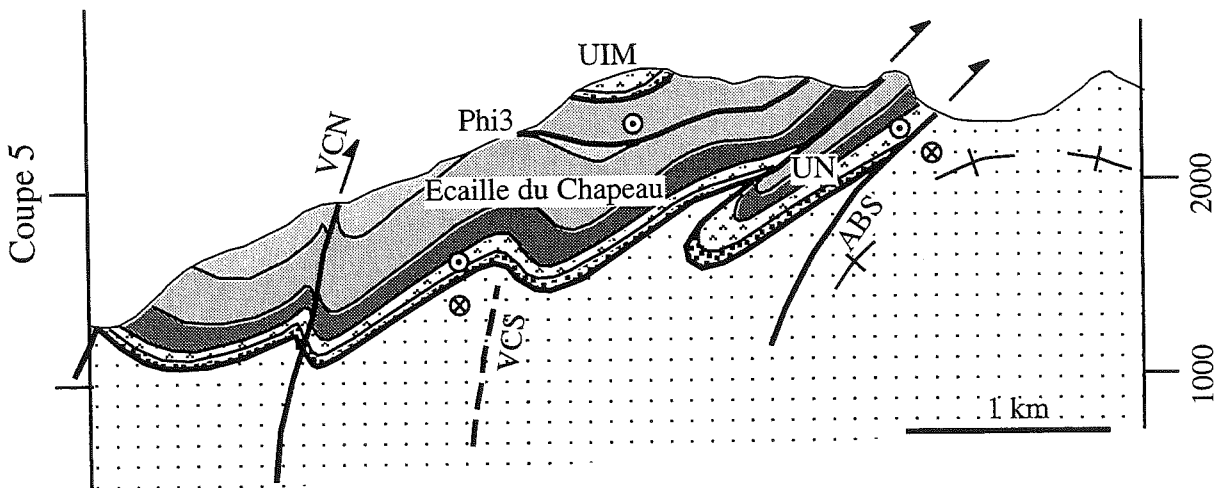 UIM
Phi3
VCN
Coupe 5
Ecaille du Chapeau
UN
2000
ABS
VCS
1000
1 km